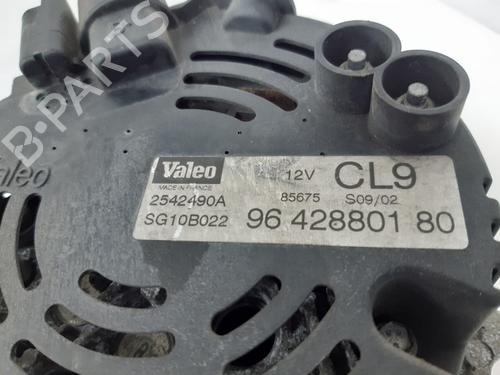 B-PARTS
Valeo
Valeo
MADE IN FRANCE
12V
CL9
2542490A
85675
S09/02
SG10B022
96 428801 80